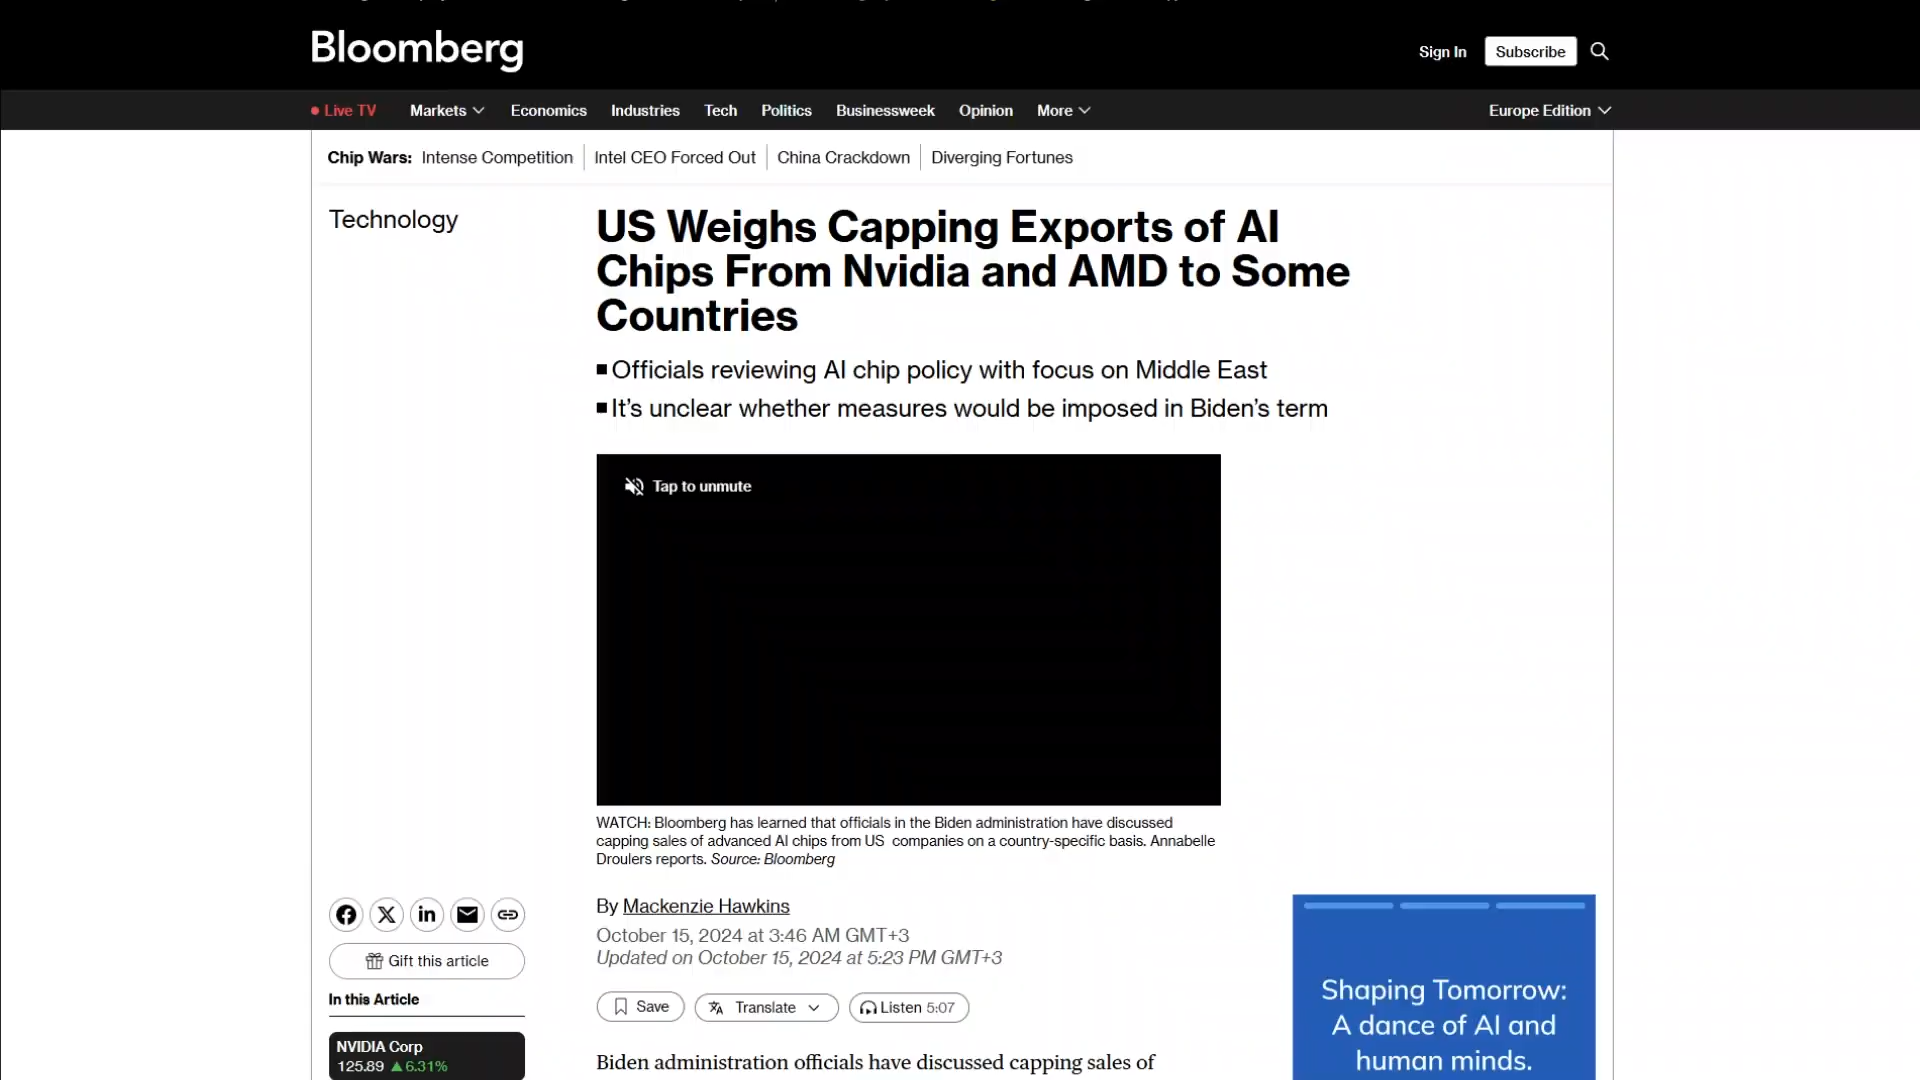 Bloomberg
Sign In
Subscribe
Live TV
Markets
Economics
Industries
Tech
Politics
Businessweek
Opinion
More
Europe Edition
Chip Wars: Intense Competition
Intel CEO Forced Out
China Crackdown
Diverging Fortunes
Technology
US Weighs Capping Exports of AI
Chips From Nvidia and AMD to Some
Countries
Officials reviewing AI chip policy with focus on Middle East
It’s unclear whether measures would be imposed in Biden’s term
Tap to unmute
WATCH: Bloomberg has learned that officials in the Biden administration have discussed
capping sales of advanced AI chips from US companies on a country-specific basis. Annabelle
Droulers reports. Source: Bloomberg
By Mackenzie Hawkins
October 15, 2024 at 3:46 AM GMT+3
Updated on October 15, 2024 at 5:23 PM GMT+3
Save
Translate
Listen 5:07
Biden administration officials have discussed capping sales of
Gift this article
In this Article
NVIDIA Corp
125.89 ▲6.31%
Shaping Tomorrow:
A dance of AI and
human minds.